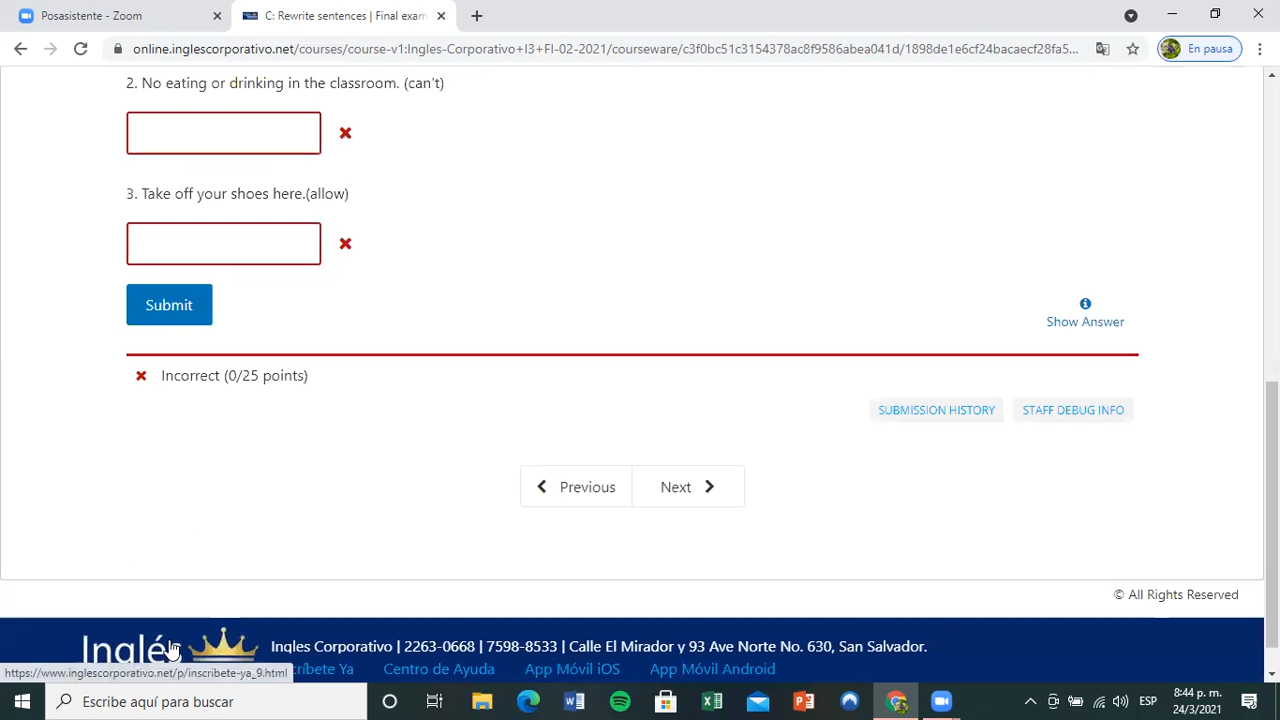 Posasistente - Zoom
C: Rewrite sentences | Final exam
online.inglescorporativo.net/courses/course-v1:Ingles-Corporativo+I3+FI-02-2021/courseware/c3f0bc51c3154378ac8f9586abea041d/1898de1e6cf24bacaecf28fa5...
En pausa
2. No eating or drinking in the classroom. (can't)
3. Take off your shoes here.(allow)
Submit
Show Answer
Incorrect (0/25 points)
SUBMISSION HISTORY
STAFF DEBUG INFO
Previous
Next
© All Rights Reserved
Inglés
Ingles Corporativo | 2263-0668 | 7598-8533 | Calle El Mirador y 93 Ave Norte No. 630, San Salvador.
críbete Ya
Centro de Ayuda
App Móvil iOS
App Móvil Android
https://www.inglescorporativo.net/p/inscribete-ya_9.html
Escribe aquí para buscar
ESP
8:44 p. m.
24/3/2021